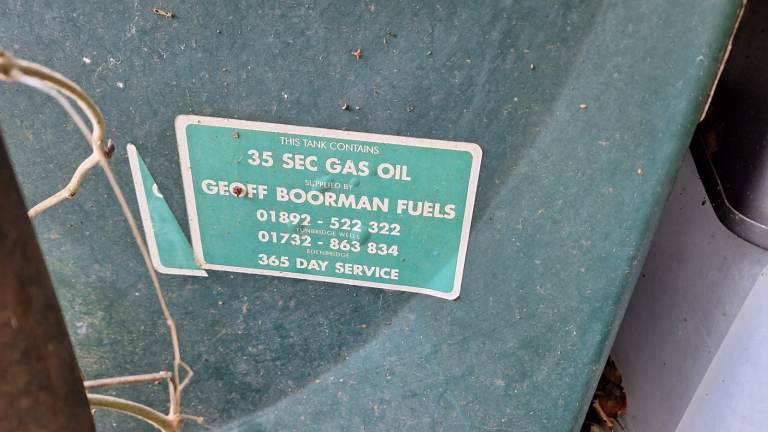 THIS TANK CONTAINS
35 SEC GAS OIL
SUPPLIED BY
GEOFF BOORMAN FUELS
01892 - 522 322
TUNBRIDGE WELLS
01732 - 863 834
EDENBRIDGE
365 DAY SERVICE